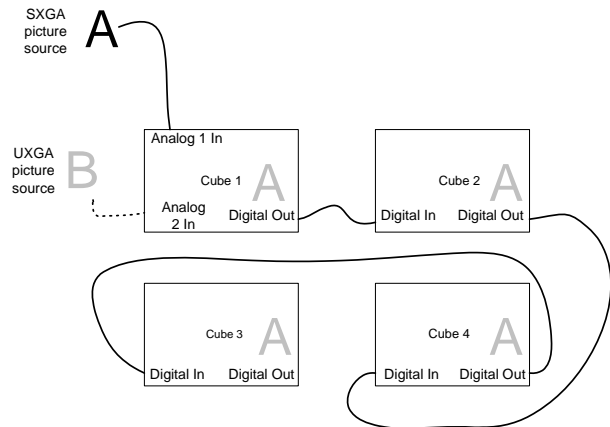 SXGA
picture
source
A
UXGA
picture
source
B
Analog 1 In
Cube 1
A
Analog
2 In
Digital Out
Cube 2
A
Digital In
Digital Out
Cube 3
A
Digital In
Digital Out
Cube 4
A
Digital In
Digital Out